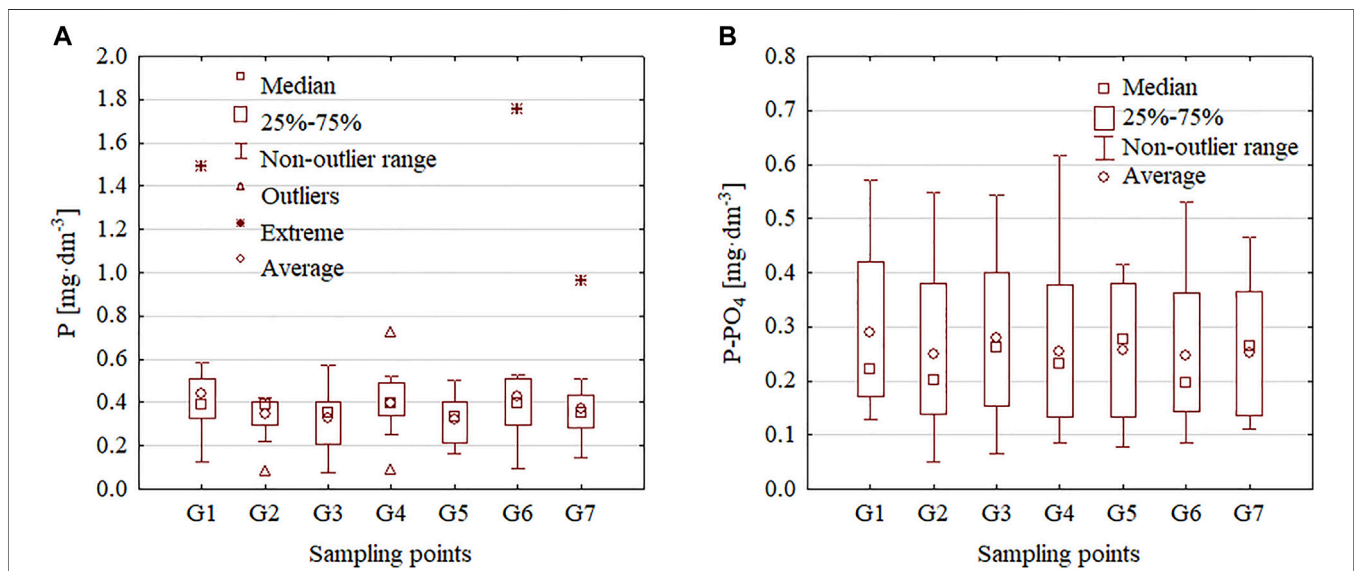 A
P [mg·dm-3]
2.0
1.8
1.6
1.4
1.2
1.0
0.8
0.6
0.4
0.2
0.0
Median
25%-75%
Non-outlier range
Outliers
Extreme
Average
G1 G2 G3 G4 G5 G6 G7
Sampling points
B
P-PO4 [mg·dm-3]
0.8
0.7
0.6
0.5
0.4
0.3
0.2
0.1
0.0
Median
25%-75%
Non-outlier range
Average
G1 G2 G3 G4 G5 G6 G7
Sampling points